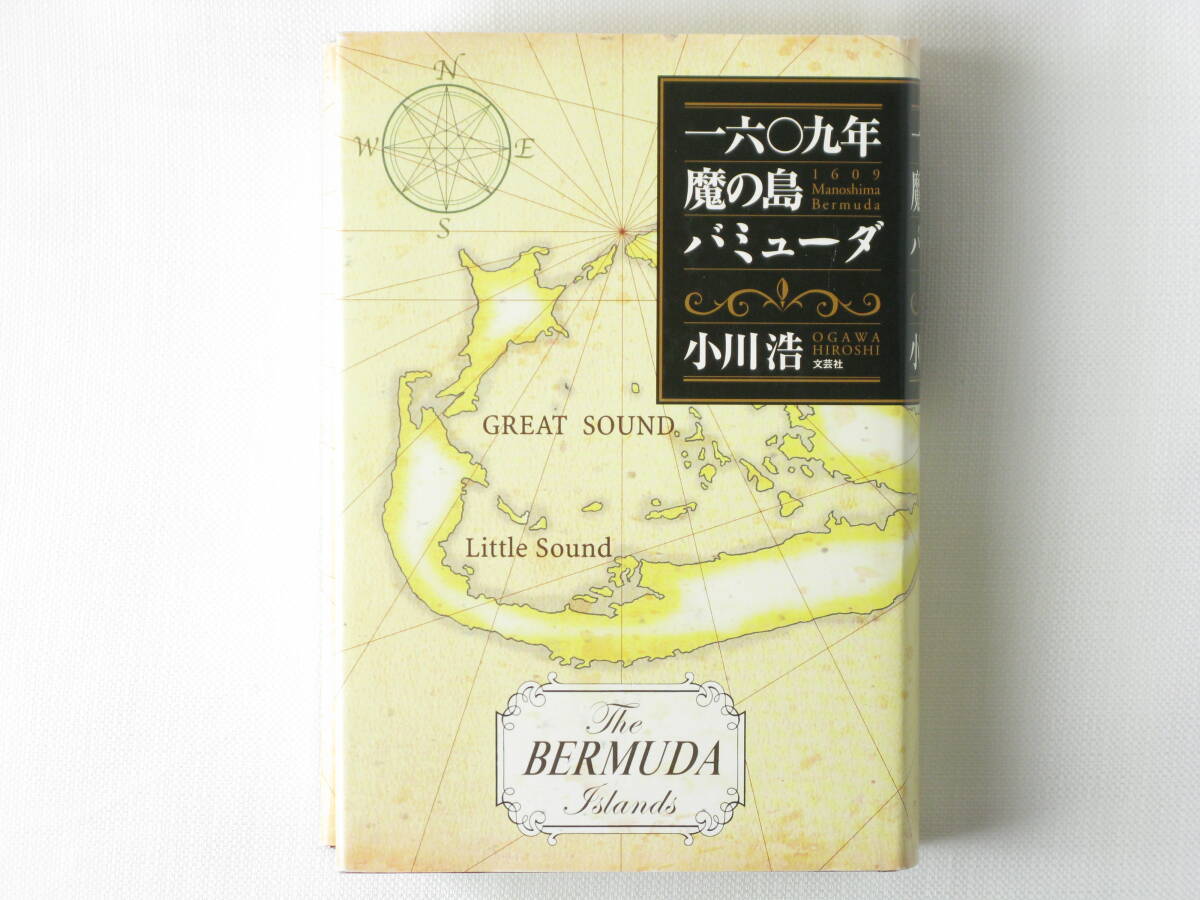 N
W
E
S
一六〇九年
魔の島
1609
Manoshima
Bermuda
バミューダ
小川浩
OGAWA
HIROSHI
文芸社
GREAT SOUND
Little Sound
The
BERMUDA
Islands